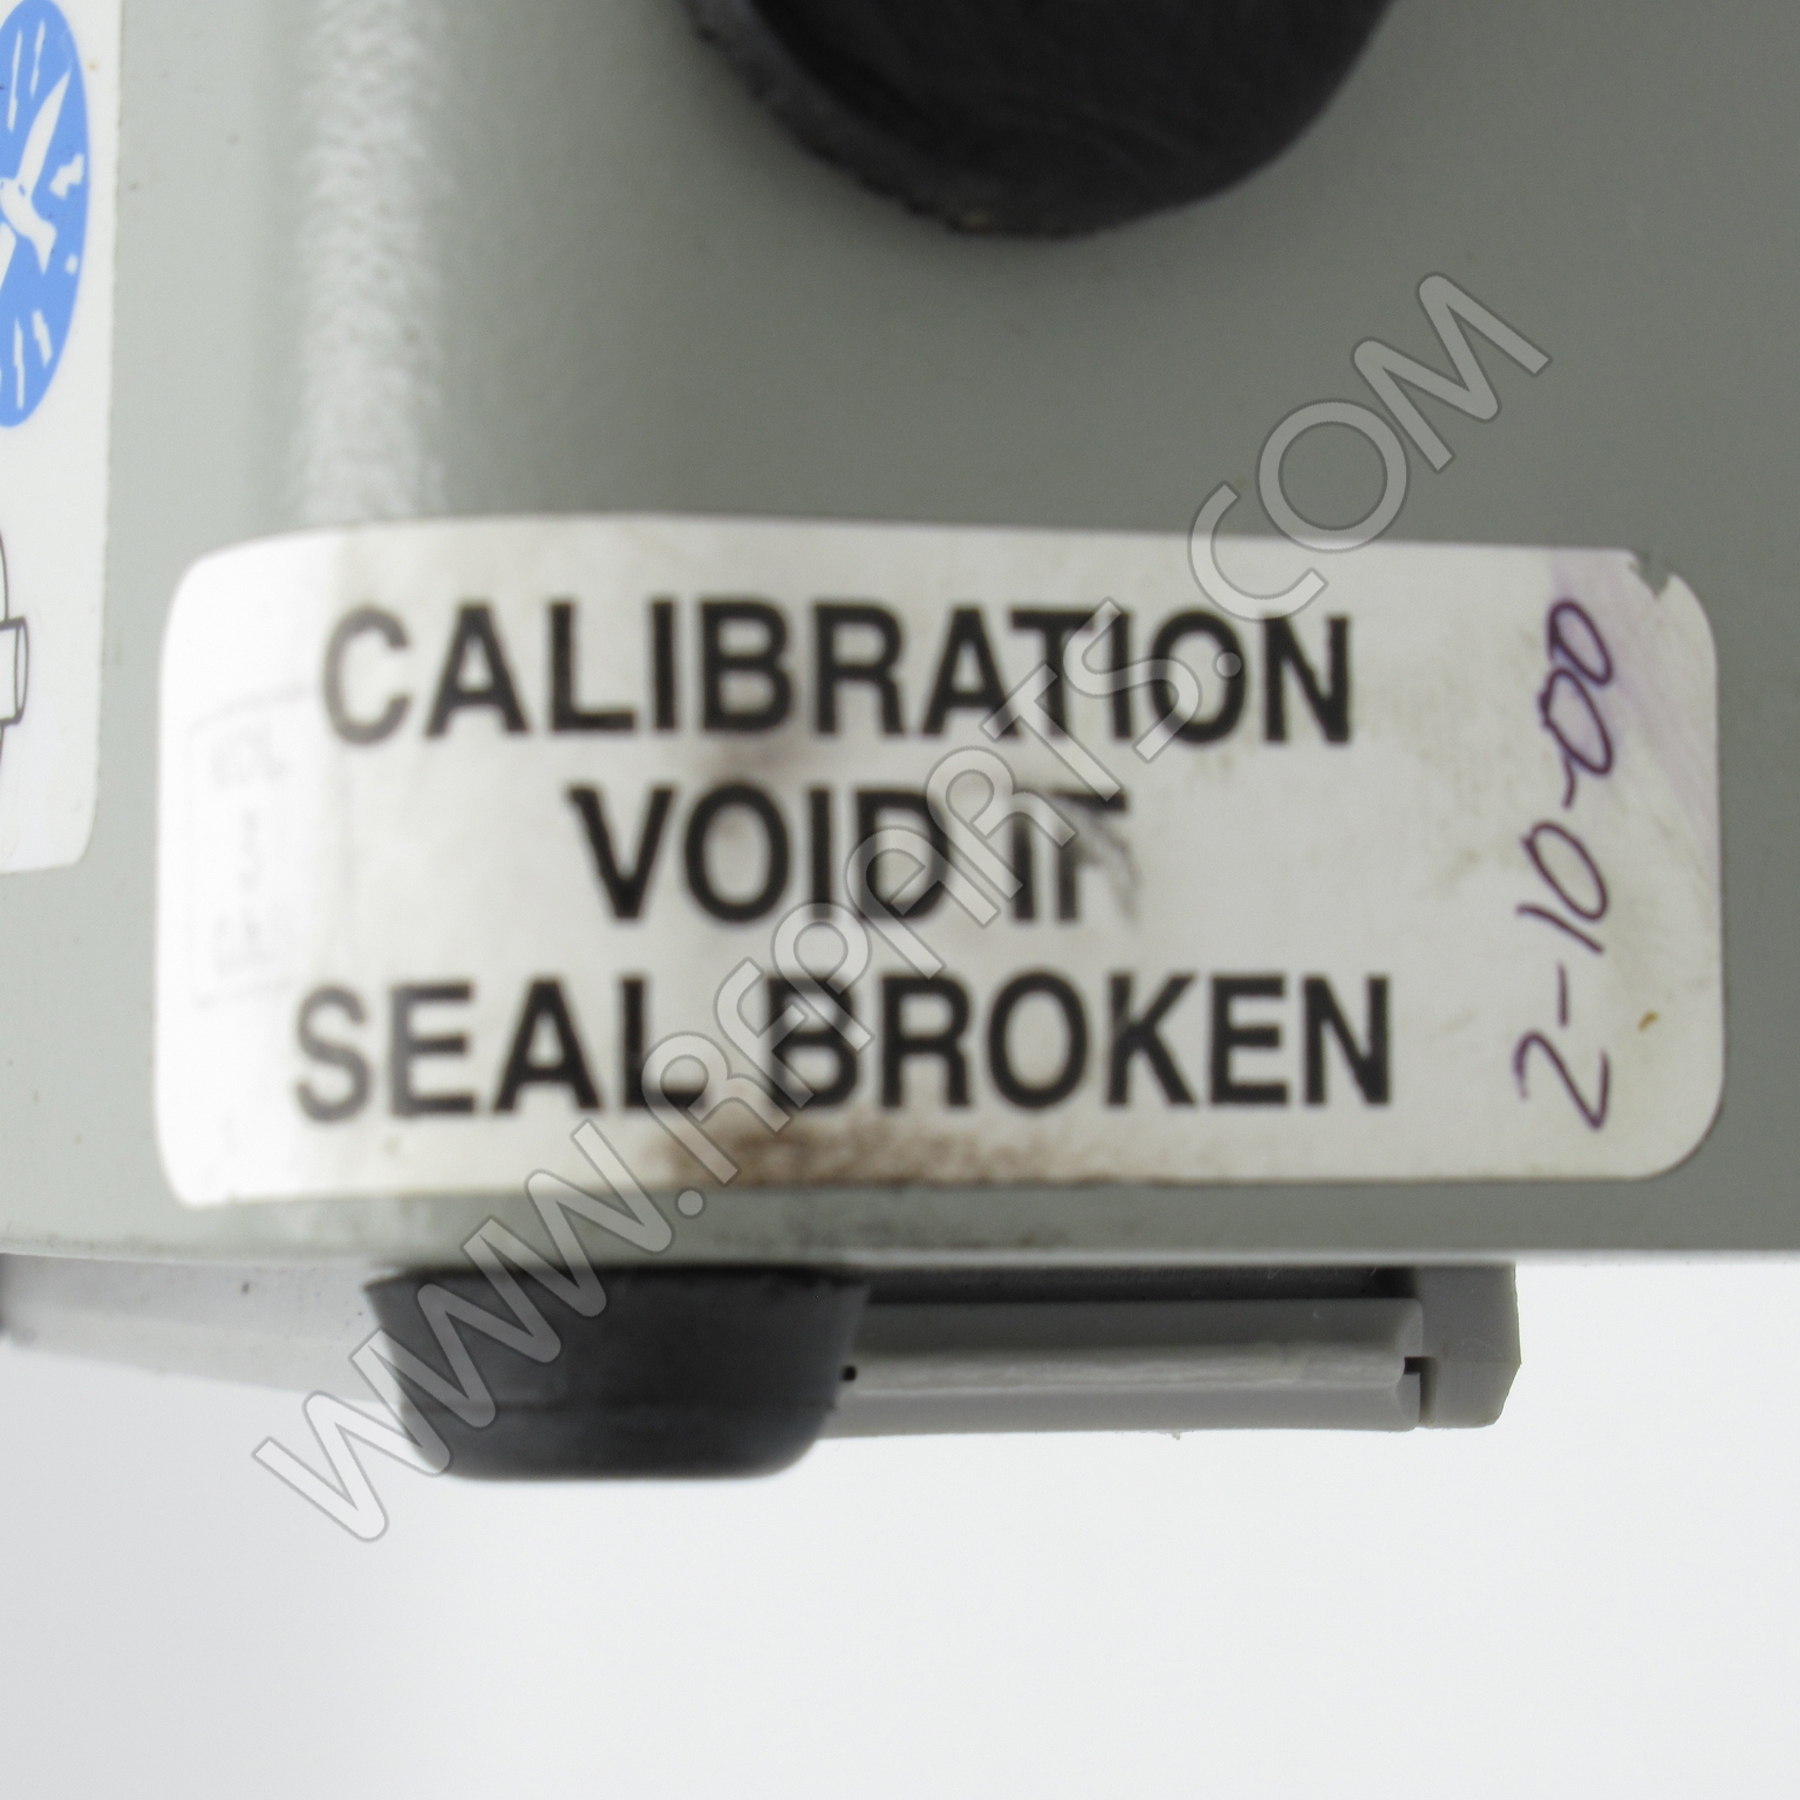 CALIBRATION
VOID IF
SEAL BROKEN
2-10-00
WWW.RFPARTS.COM